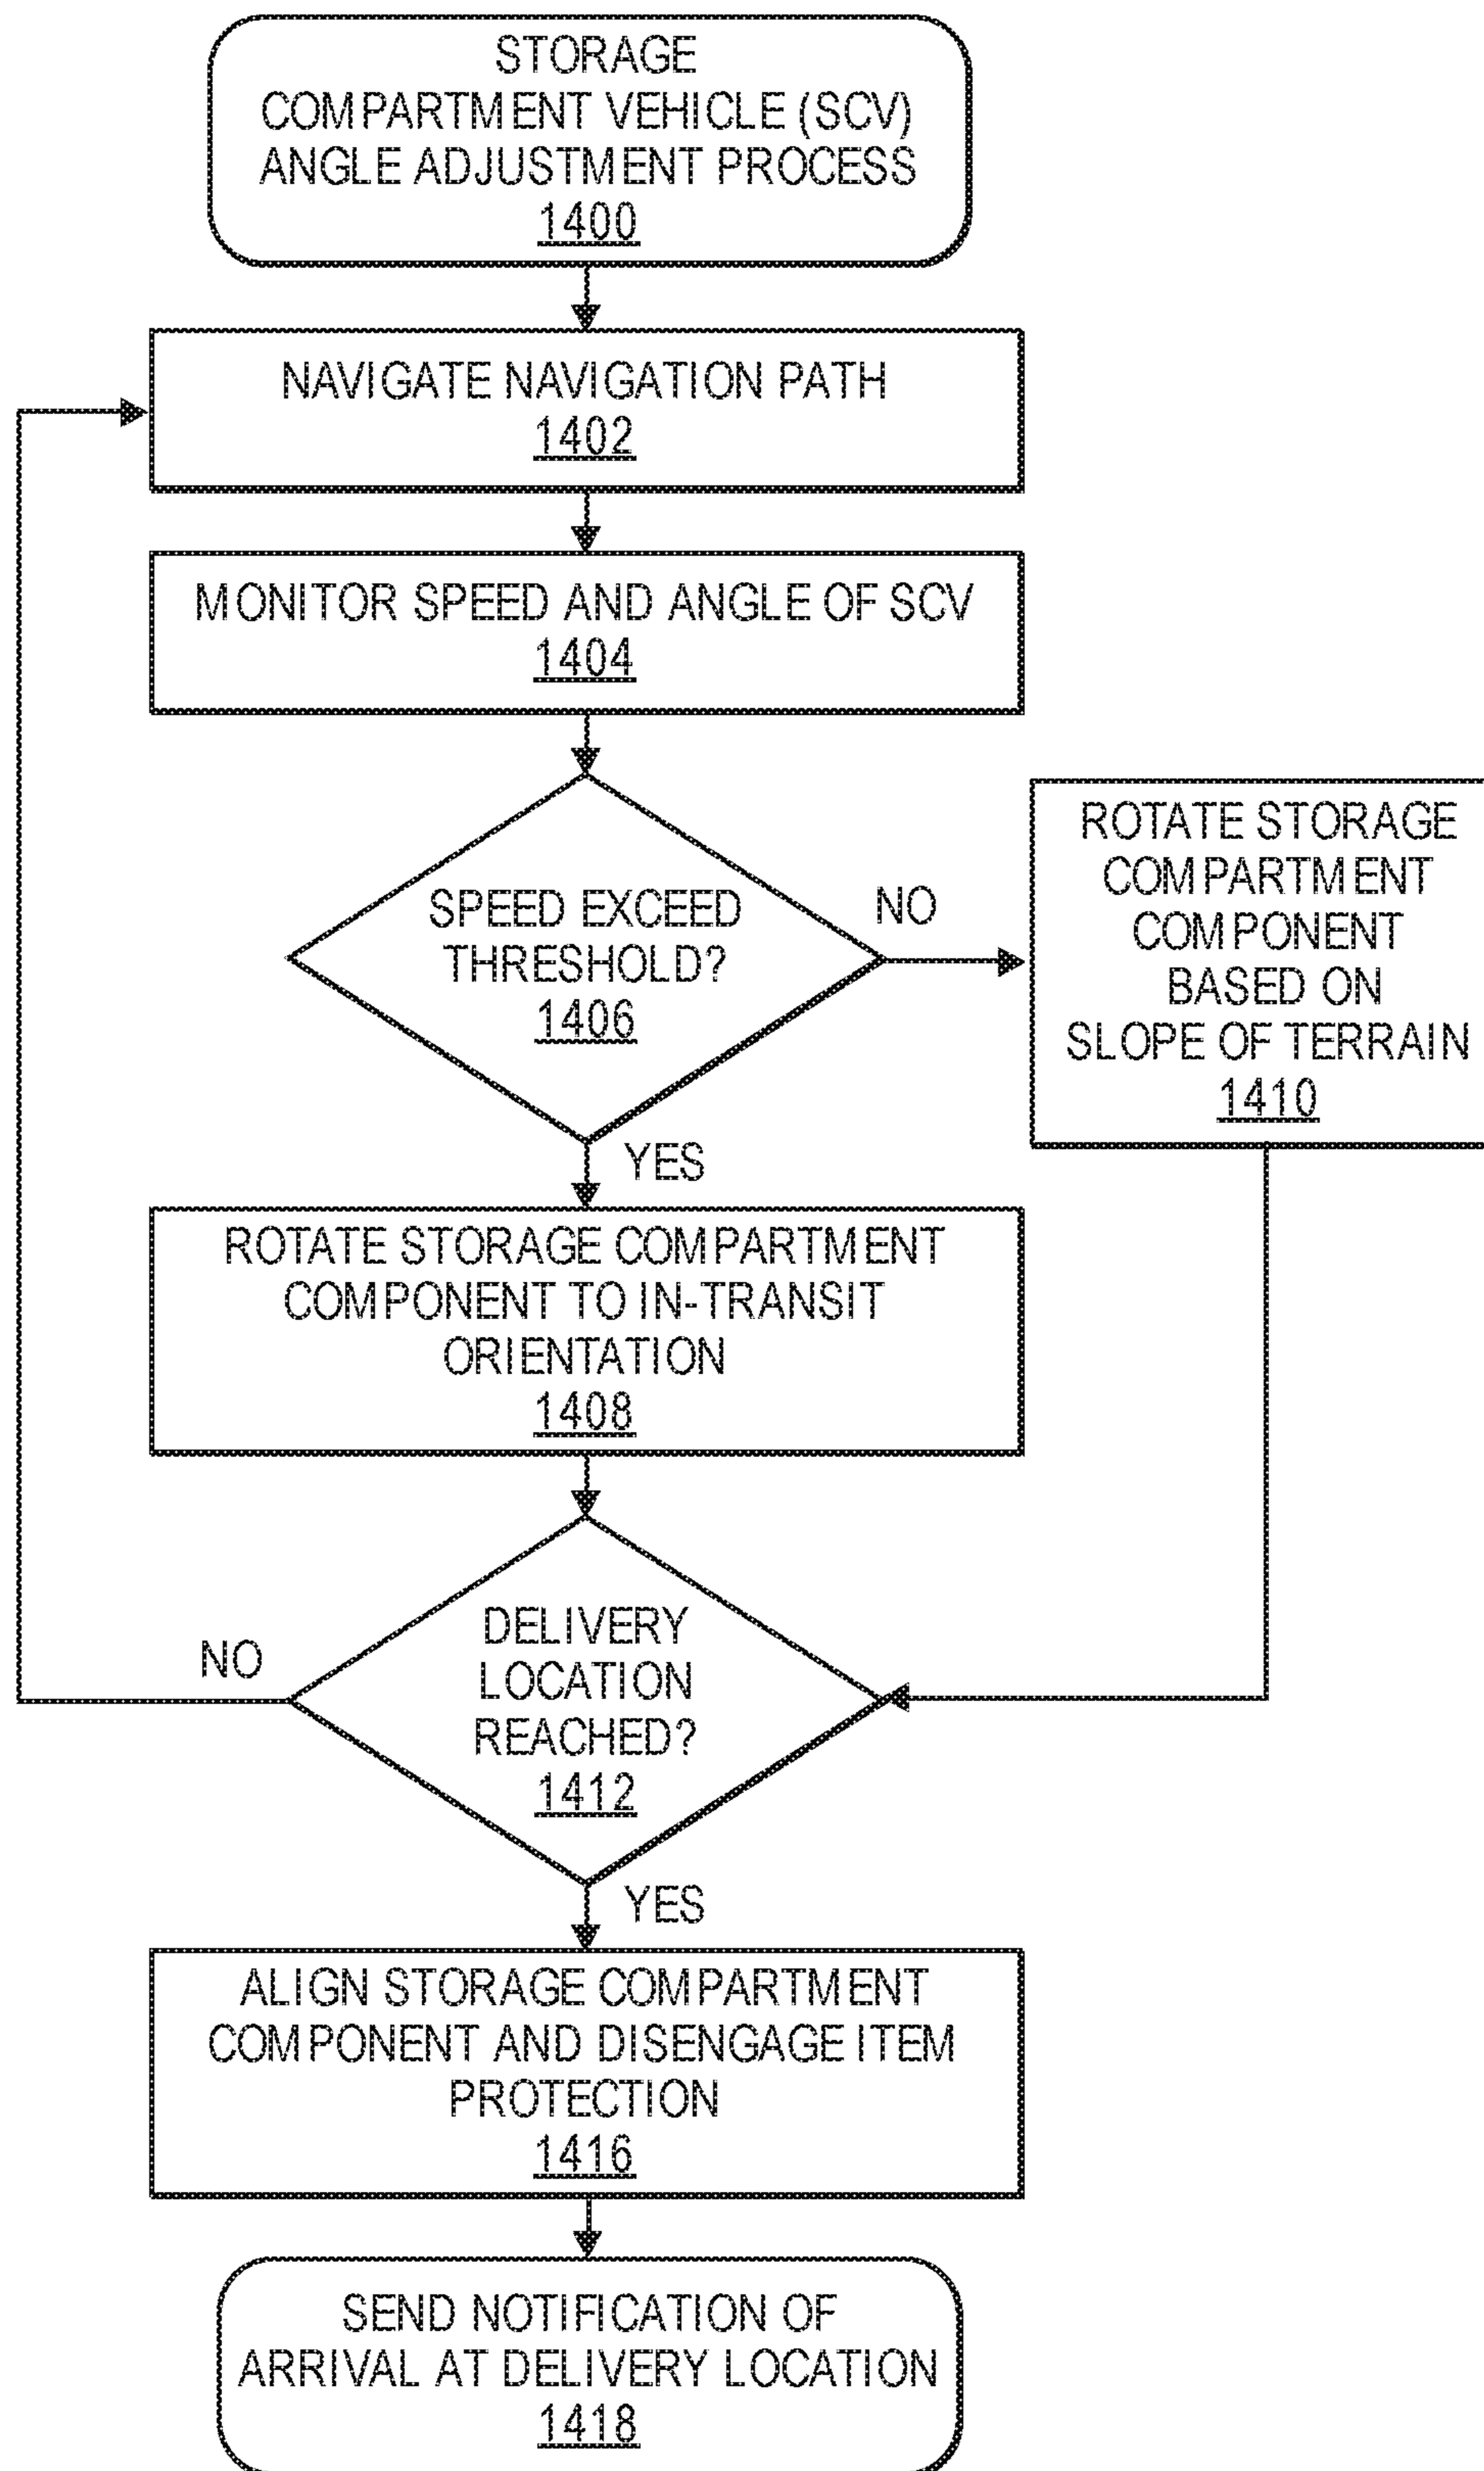 STORAGE
COMPARTMENT VEHICLE (SCV)
ANGLE ADJUSTMENT PROCESS
1400
NAVIGATE NAVIGATION PATH
1402
MONITOR SPEED AND ANGLE OF SCV
1404
SPEED EXCEED
THRESHOLD?
1406
NO
ROTATE STORAGE
COMPARTMENT
COMPONENT
BASED ON
SLOPE OF TERRAIN
1410
YES
ROTATE STORAGE COMPARTMENT
COMPONENT TO IN-TRANSIT
ORIENTATION
1408
DELIVERY
LOCATION
REACHED?
1412
NO
YES
ALIGN STORAGE COMPARTMENT
COMPONENT AND DISENGAGE ITEM
PROTECTION
1416
SEND NOTIFICATION OF
ARRIVAL AT DELIVERY LOCATION
1418